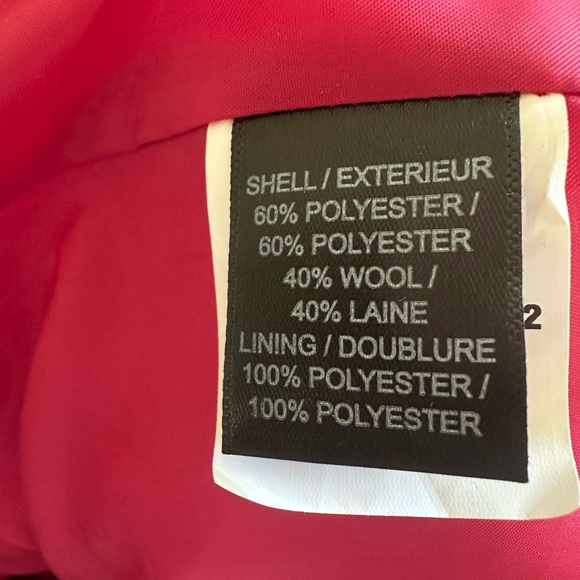 SHELL / EXTERIEUR
60% POLYESTER /
60% POLYESTER
40% WOOL /
40% LAINE
LINING / DOUBLURE
100% POLYESTER /
100% POLYESTER
2